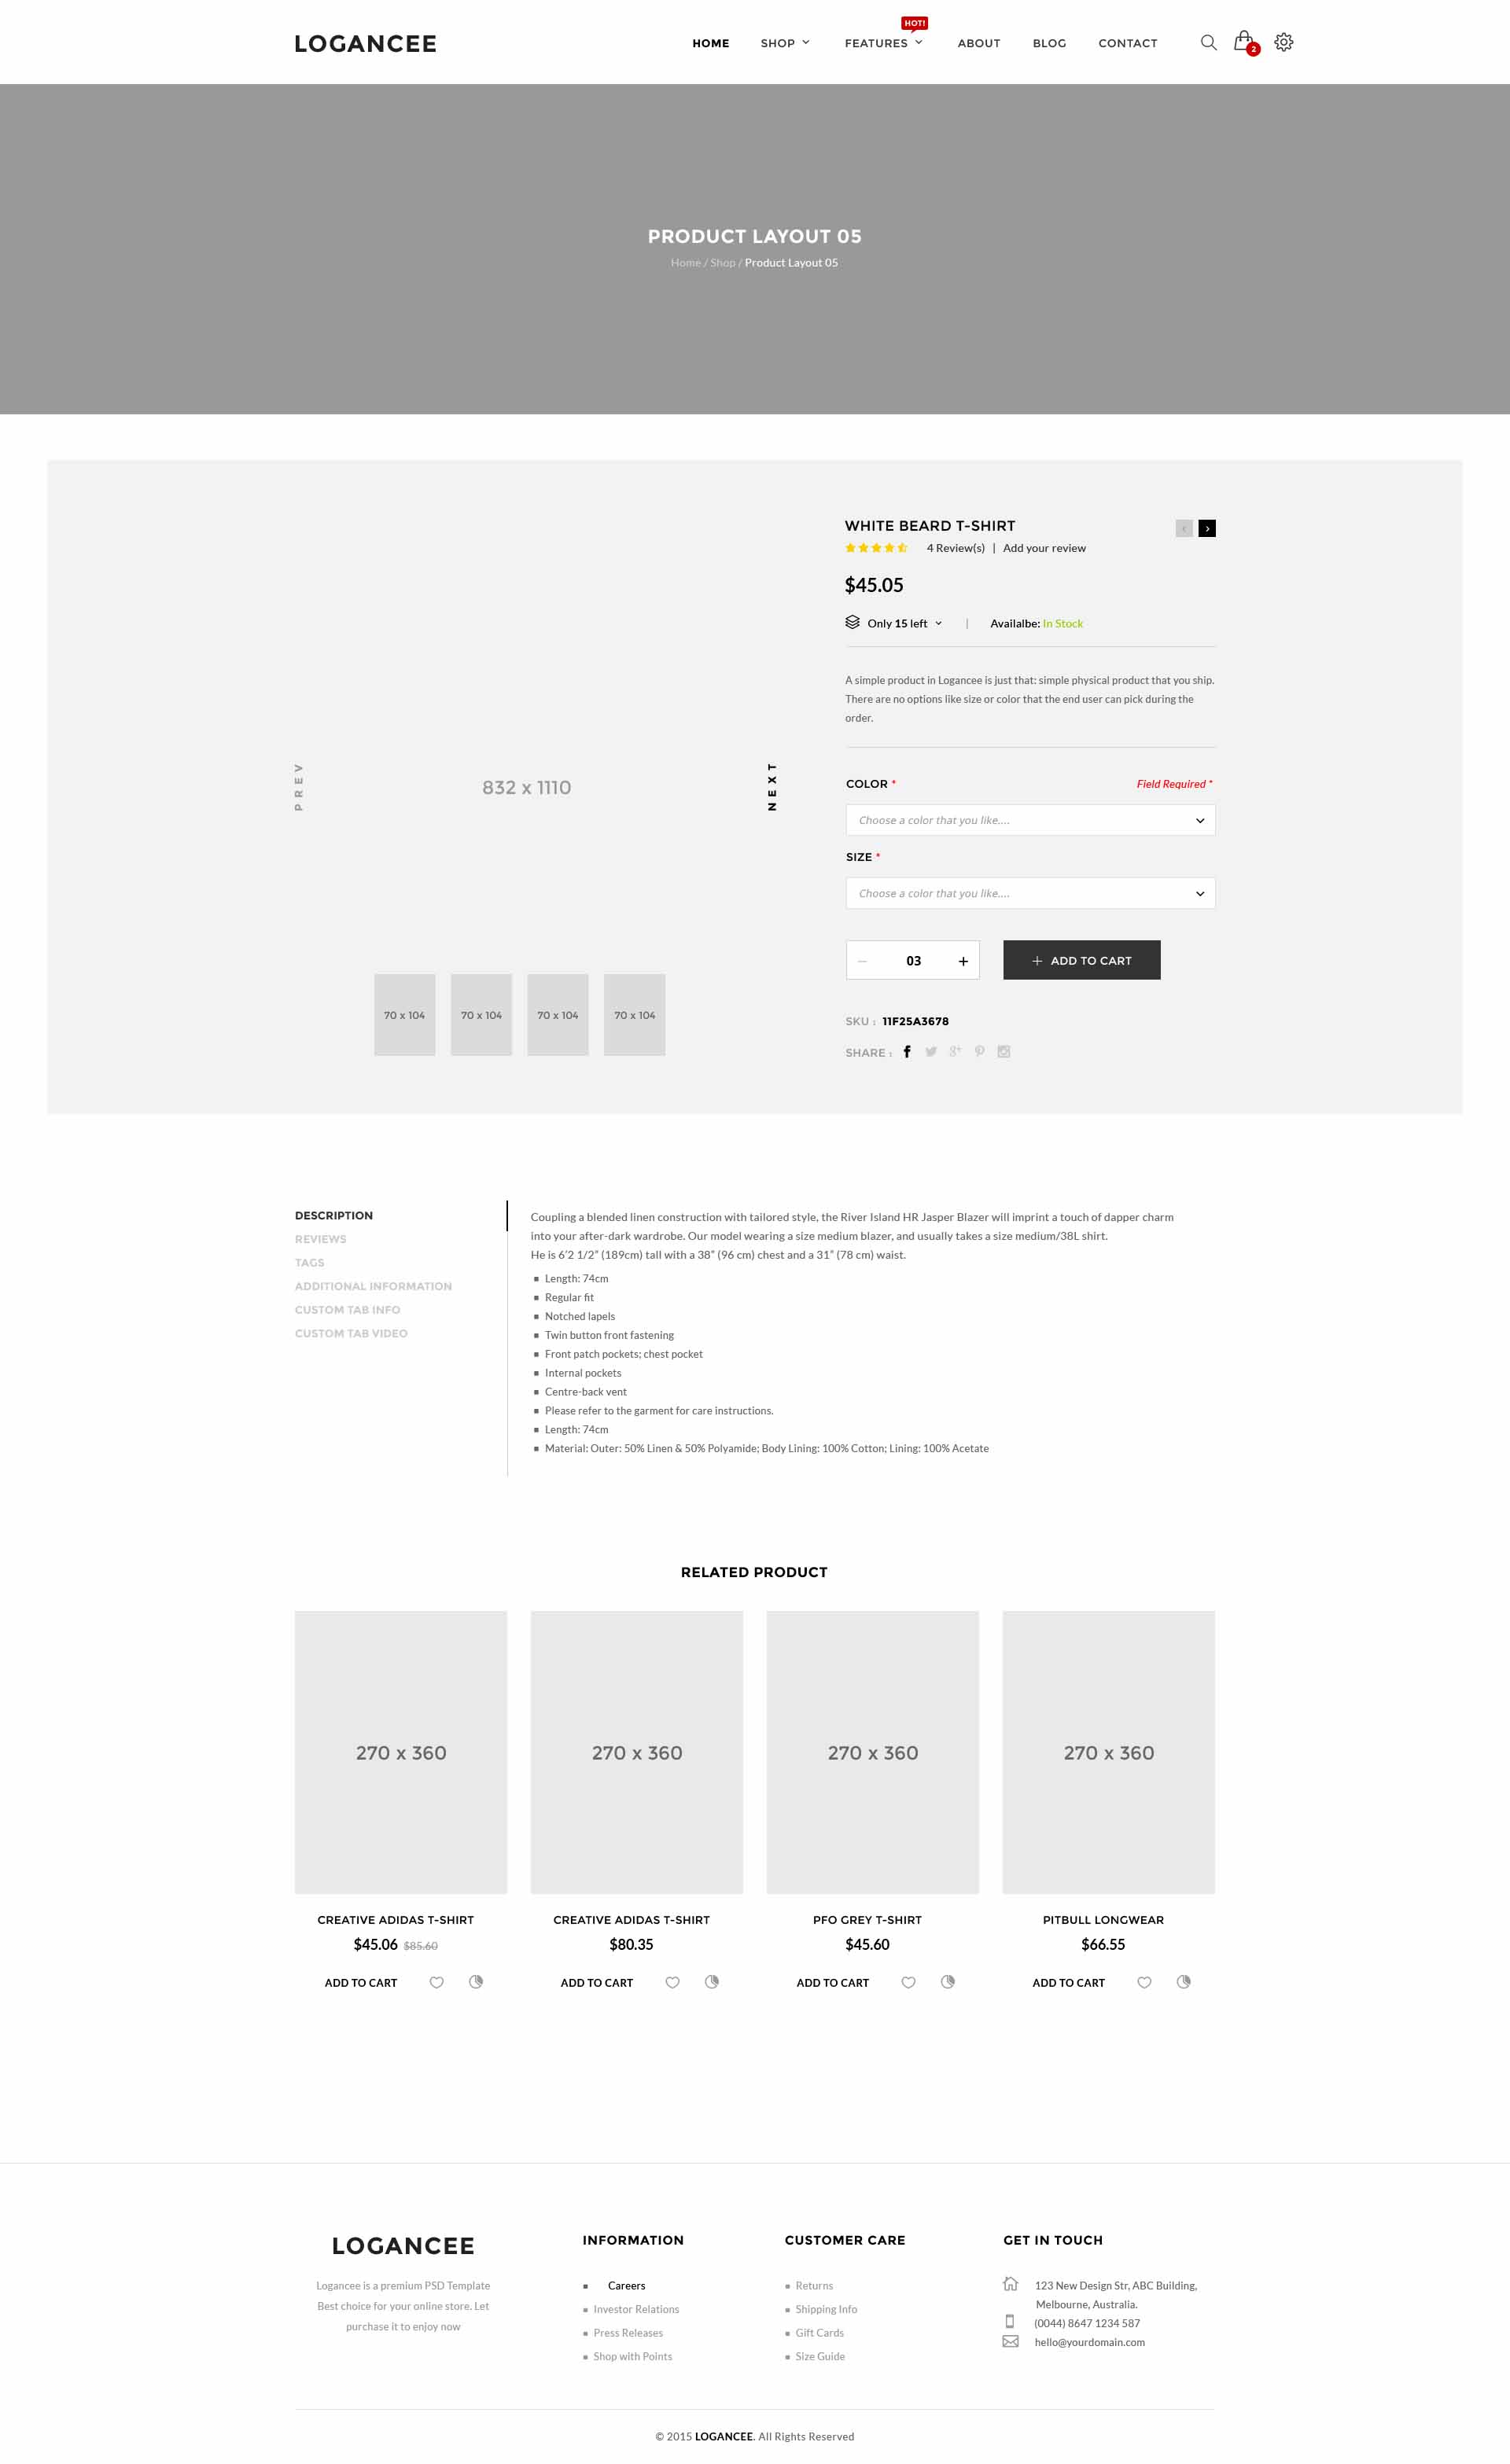 LOGANCEE
HOME SHOP FEATURES HOT! ABOUT BLOG CONTACT 2
PRODUCT LAYOUT 05
Home / Shop / Product Layout 05
PREV
832 x 1110
NEXT
70 x 104 70 x 104 70 x 104 70 x 104
WHITE BEARD T-SHIRT
4 Review(s) | Add your review
$45.05
Only 15 left | Availalbe: In Stock
A simple product in Logancee is just that: simple physical product that you ship.
There are no options like size or color that the end user can pick during the
order.
COLOR * Field Required *
Choose a color that you like....
SIZE *
Choose a color that you like....
03 + ADD TO CART
SKU : 11F25A3678
SHARE :
DESCRIPTION
REVIEWS
TAGS
ADDITIONAL INFORMATION
CUSTOM TAB INFO
CUSTOM TAB VIDEO
Coupling a blended linen construction with tailored style, the River Island HR Jasper Blazer will imprint a touch of dapper charm
into your after-dark wardrobe. Our model wearing a size medium blazer, and usually takes a size medium/38L shirt.
He is 6’2 1/2” (189cm) tall with a 38” (96 cm) chest and a 31” (78 cm) waist.
Length: 74cm
Regular fit
Notched lapels
Twin button front fastening
Front patch pockets; chest pocket
Internal pockets
Centre-back vent
Please refer to the garment for care instructions.
Length: 74cm
Material: Outer: 50% Linen & 50% Polyamide; Body Lining: 100% Cotton; Lining: 100% Acetate
RELATED PRODUCT
270 x 360 270 x 360 270 x 360 270 x 360
CREATIVE ADIDAS T-SHIRT CREATIVE ADIDAS T-SHIRT PFO GREY T-SHIRT PITBULL LONGWEAR
$45.06 $85.60 $80.35 $45.60 $66.55
ADD TO CART ADD TO CART ADD TO CART ADD TO CART
LOGANCEE
Logancee is a premium PSD Template
Best choice for your online store. Let
purchase it to enjoy now
INFORMATION
Careers
Investor Relations
Press Releases
Shop with Points
CUSTOMER CARE
Returns
Shipping Info
Gift Cards
Size Guide
GET IN TOUCH
123 New Design Str, ABC Building,
Melbourne, Australia.
(0044) 8647 1234 587
hello@yourdomain.com
© 2015 LOGANCEE. All Rights Reserved